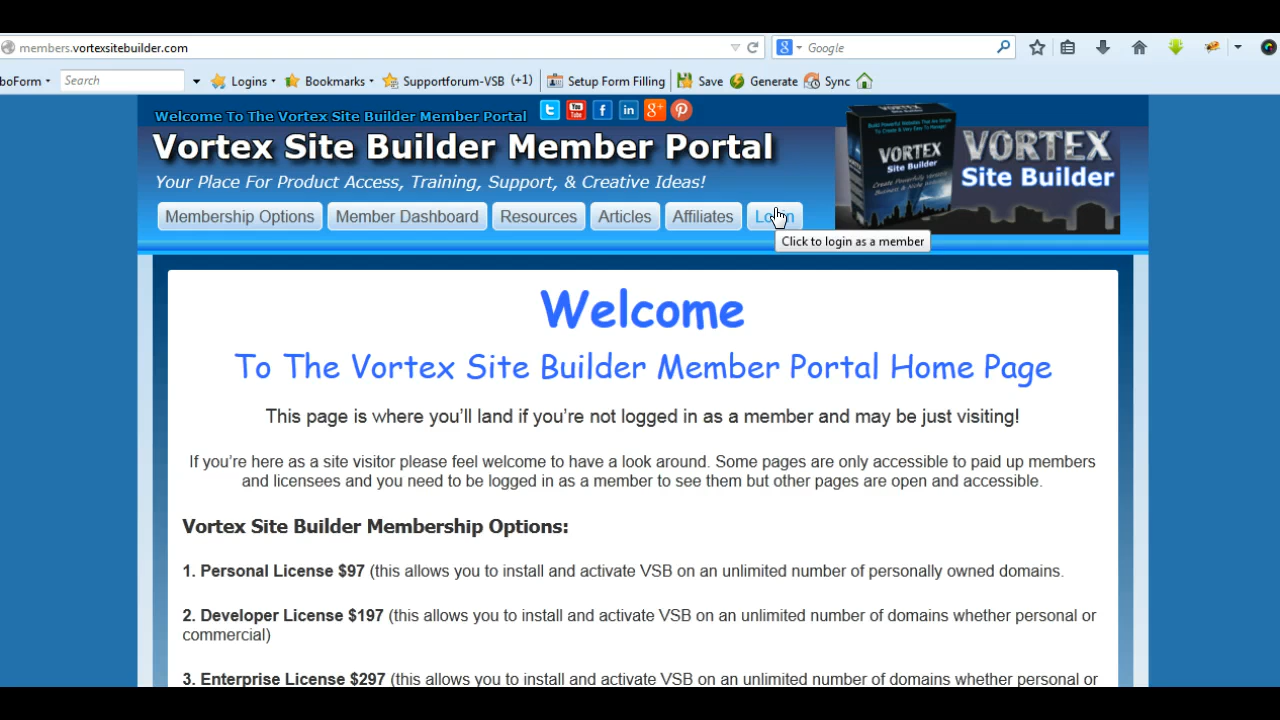 members.vortexsitebuilder.com
Google
boForm
Search
Logins
Bookmarks
Supportforum-VSB (+1)
Setup Form Filling
Save
Generate
Sync
Welcome To The Vortex Site Builder Member Portal
You Tube
Vortex Site Builder Member Portal
Your Place For Product Access, Training, Support, & Creative Ideas!
VORTEX
Site Builder
VORTEX
Site Builder
Membership Options
Member Dashboard
Resources
Articles
Affiliates
Login
Click to login as a member
Welcome
To The Vortex Site Builder Member Portal Home Page
This page is where you'll land if you're not logged in as a member and may be just visiting!
If you're here as a site visitor please feel welcome to have a look around. Some pages are only accessible to paid up members
and licensees and you need to be logged in as a member to see them but other pages are open and accessible.
Vortex Site Builder Membership Options:
1. Personal License $97 (this allows you to install and activate VSB on an unlimited number of personally owned domains.
2. Developer License $197 (this allows you to install and activate VSB on an unlimited number of domains whether personal or
commercial)
3. Enterprise License $297 (this allows you to install and activate VSB on an unlimited number of domains whether personal or